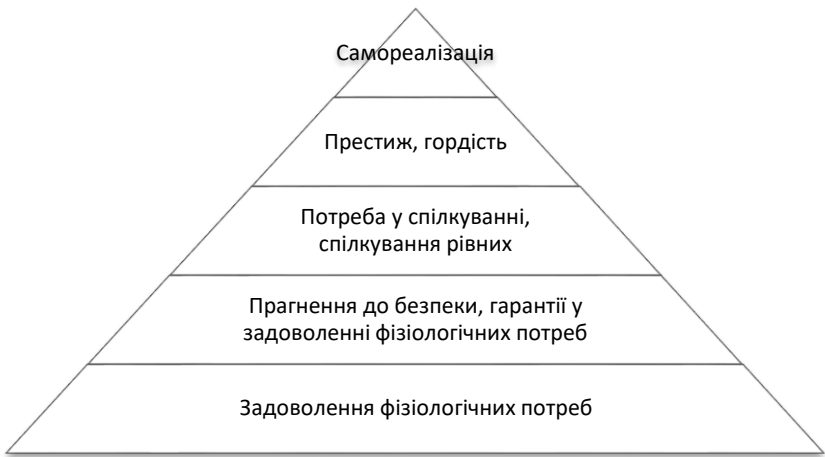 Самореалізація
Престиж, гордість
Потреба у спілкуванні,
спілкування рівних
Прагнення до безпеки, гарантії у
задоволенні фізіологічних потреб
Задоволення фізіологічних потреб